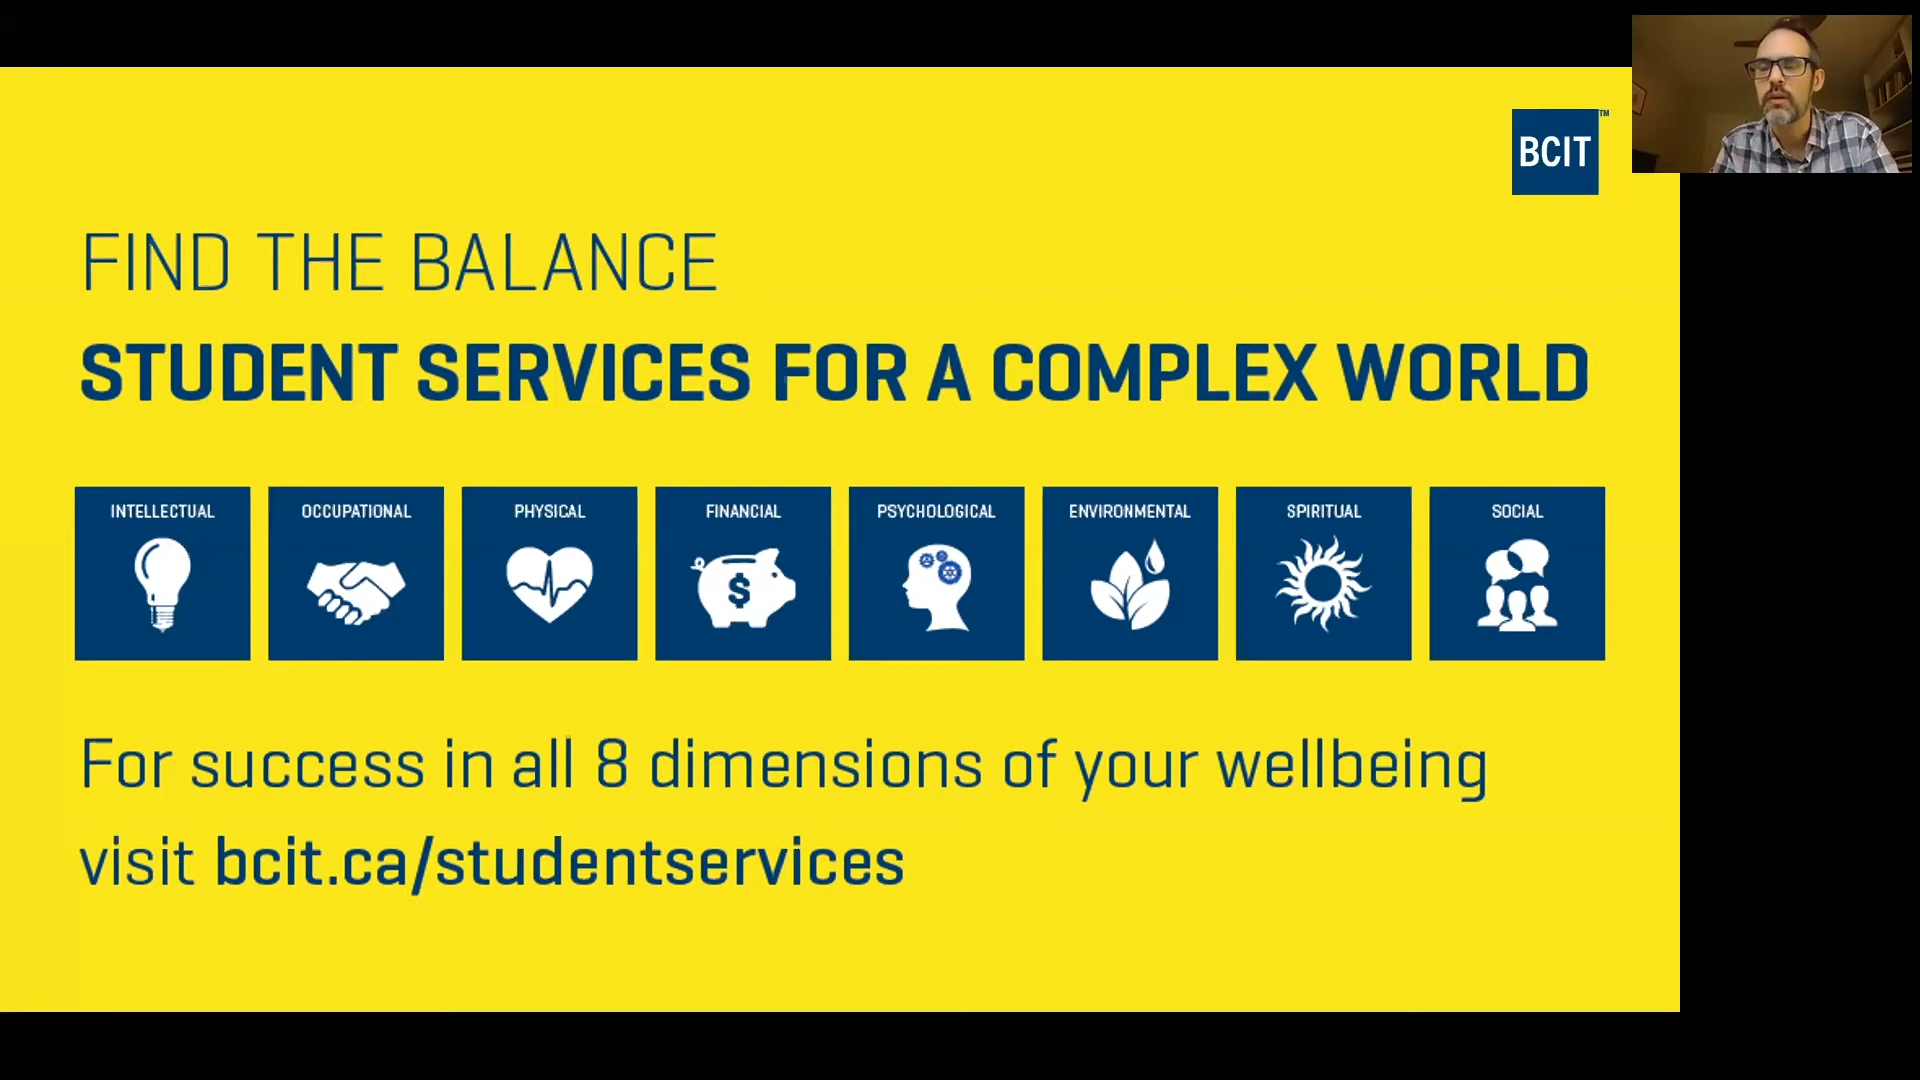 BCIT™
FIND THE BALANCE
STUDENT SERVICES FOR A COMPLEX WORLD
INTELLECTUAL
OCCUPATIONAL
PHYSICAL
FINANCIAL
$
PSYCHOLOGICAL
ENVIRONMENTAL
SPIRITUAL
SOCIAL
For success in all 8 dimensions of your wellbeing
visit bcit.ca/studentservices